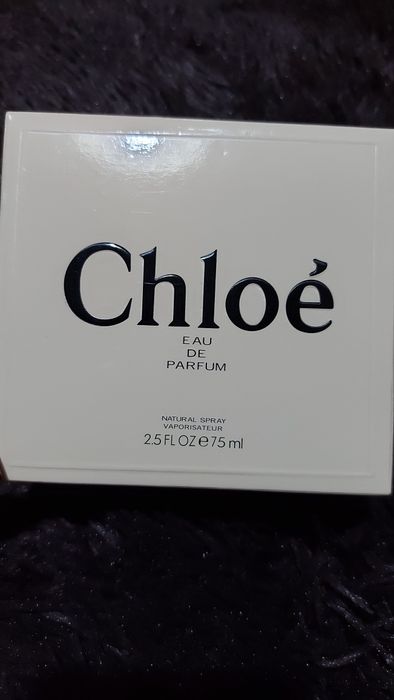 Chloé
EAU
DE
PARFUM
NATURAL SPRAY
VAPORISATEUR
2.5 FL OZ ℮ 75 ml